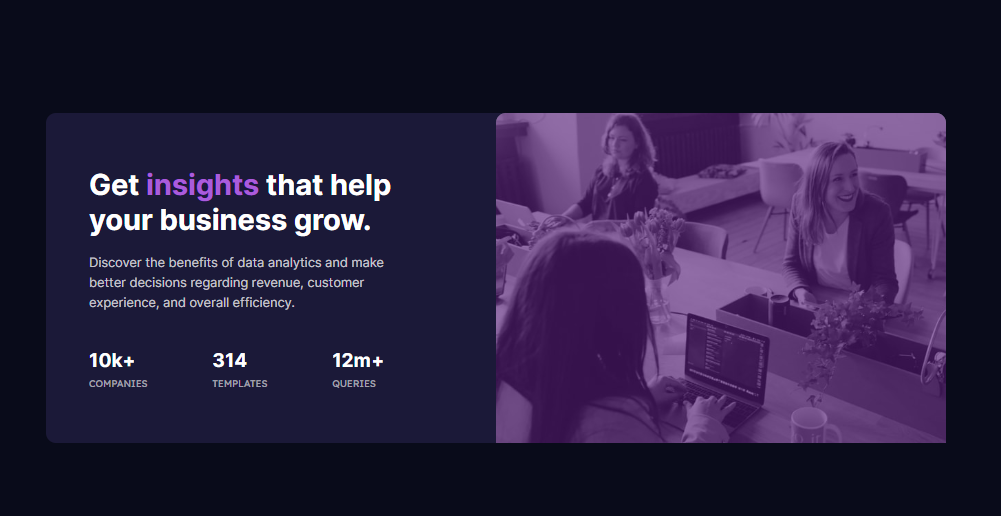 Get insights that help
your business grow.
Discover the benefits of data analytics and make
better decisions regarding revenue, customer
experience, and overall efficiency.
10k+ 314 12m+
COMPANIES TEMPLATES QUERIES